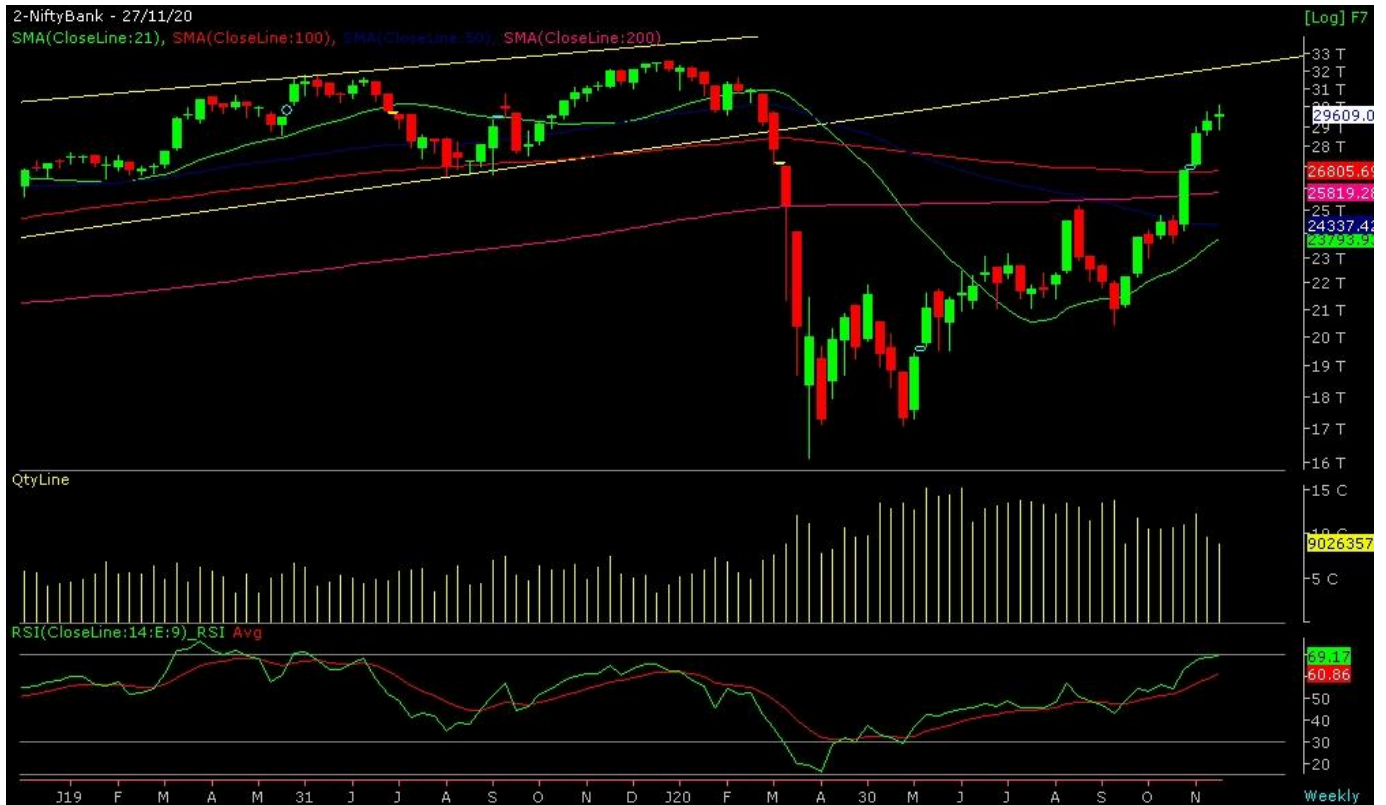 2-NiftyBank - 27/11/20
[Log] F7
SMA(CloseLine:21), SMA(CloseLine:100), SMA(CloseLine:50), SMA(CloseLine:200)
33 T
32 T
31 T
29609.0
29 T
28 T
26805.69
25819.28
25 T
24337.42
23793.93
23 T
22 T
21 T
20 T
19 T
18 T
17 T
16 T
QtyLine
15 C
10 C
9026357
5 C
RSI(CloseLine:14:E:9)_RSI Avg
69.17
60.86
50
40
30
20
J19 F M A M 31 J J A S O N D J20 F M A 30 M J J A S O N
Weekly